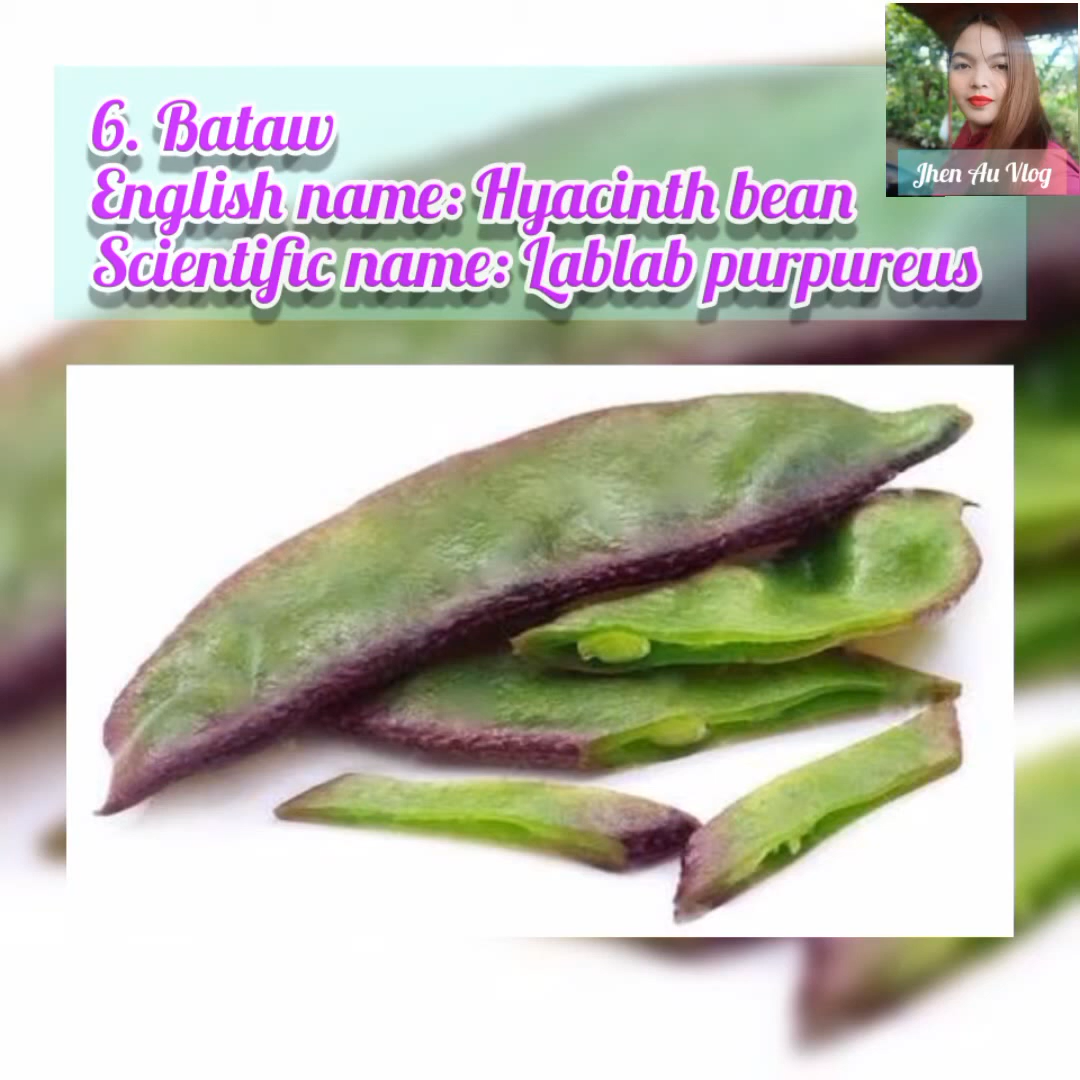 6. Bataw
English name: Hyacinth bean
Scientific name: Lablab purpureus
Jhen Au Vlog